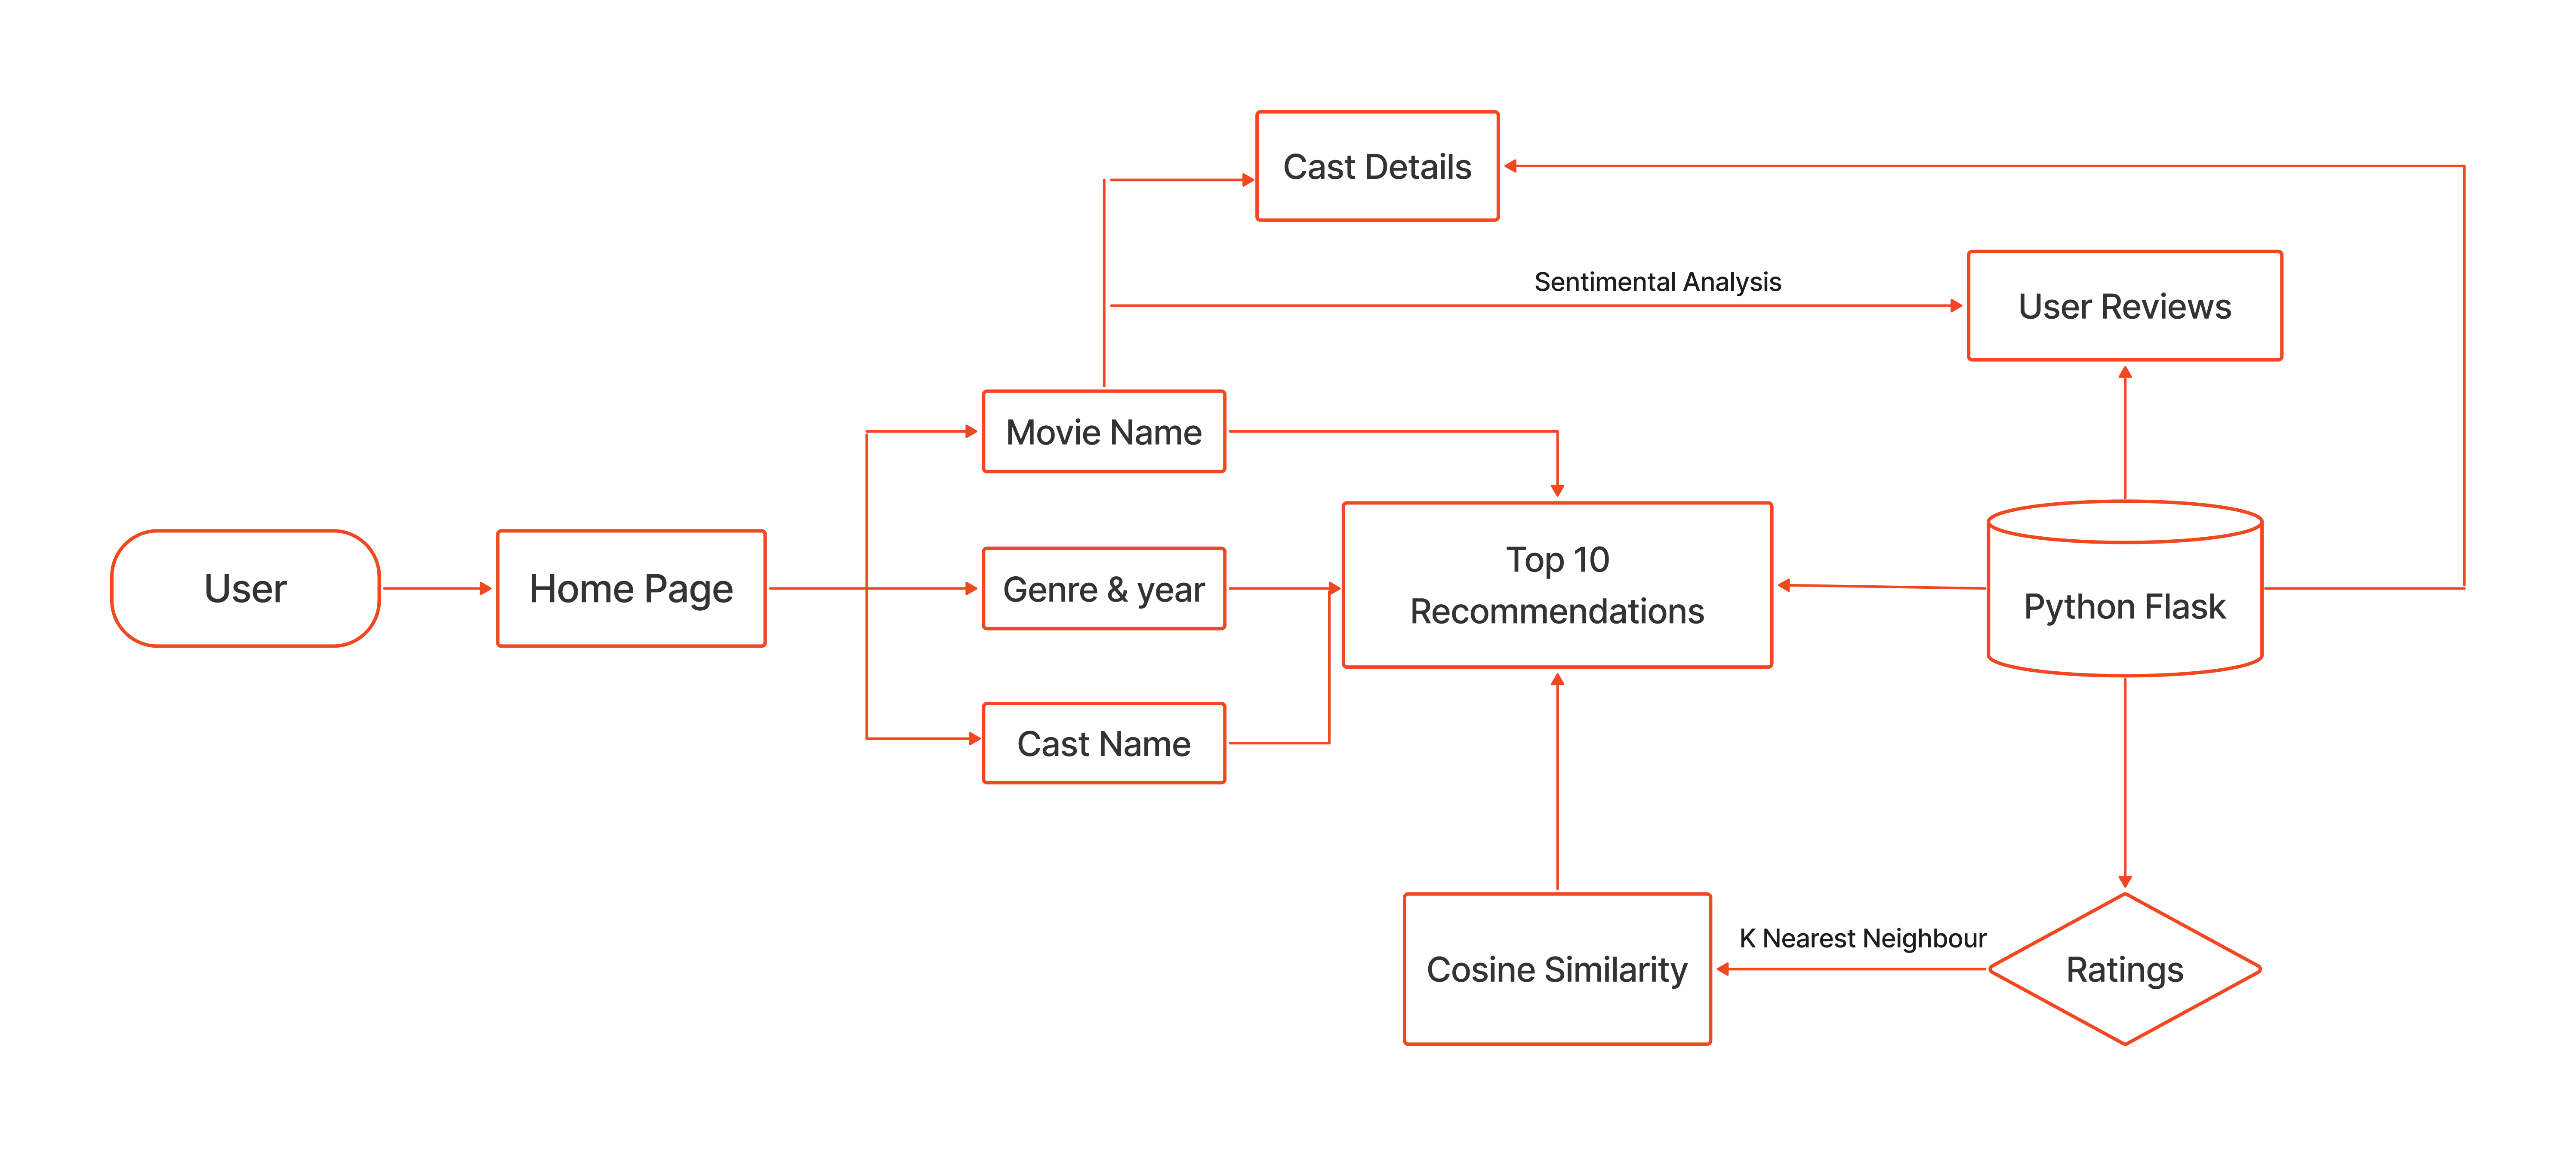 Cast Details
Sentimental Analysis
User Reviews
Movie Name
User
Home Page
Genre & year
Top 10
Recommendations
Python Flask
Cast Name
K Nearest Neighbour
Cosine Similarity
Ratings